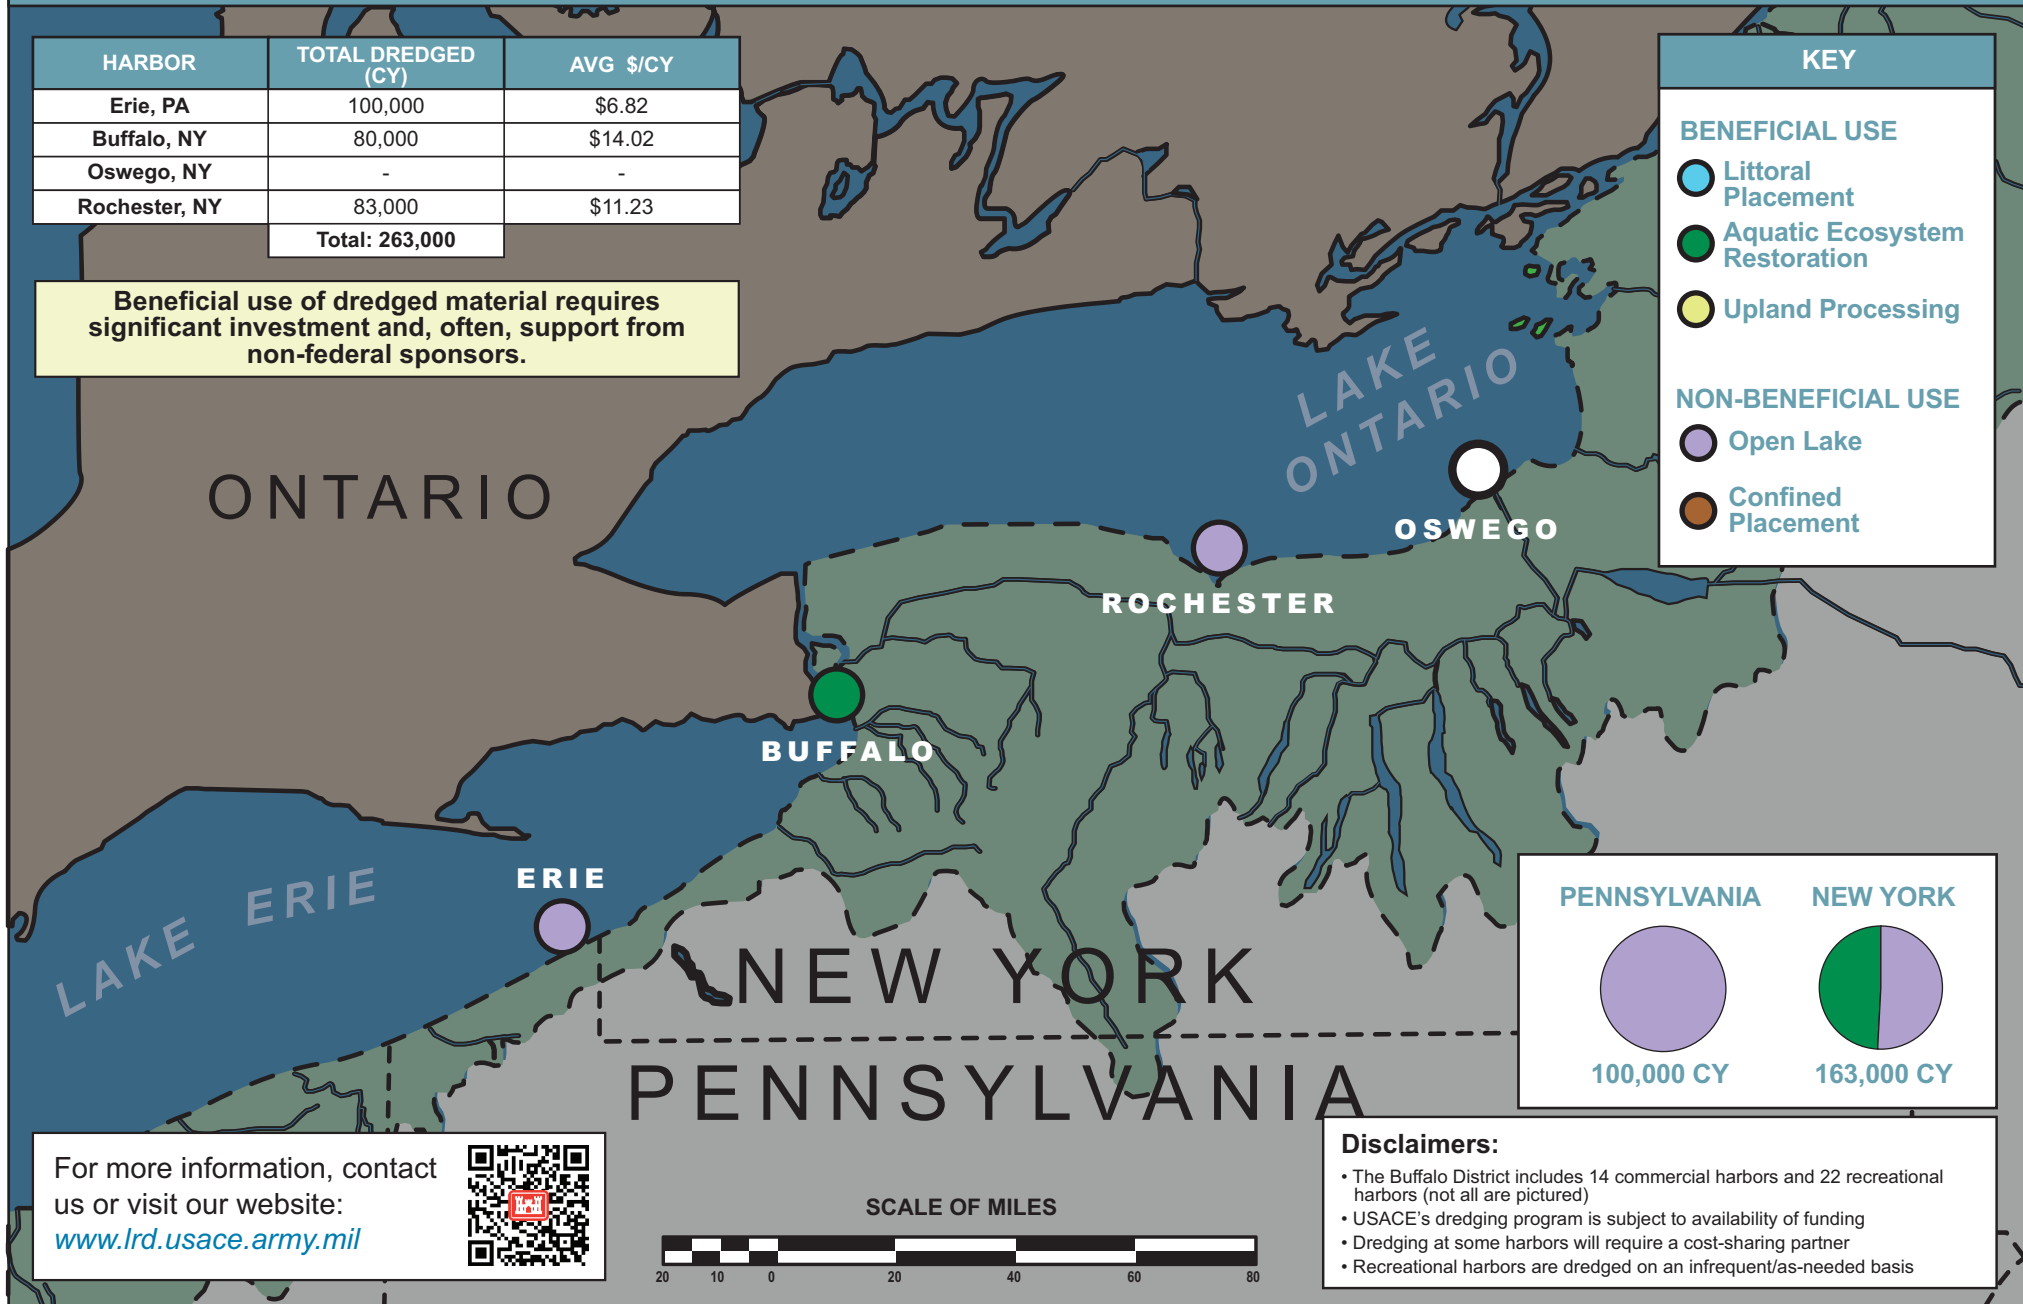 HARBOR TOTAL DREDGED (CY) AVG $/CY
Erie, PA 100,000 $6.82
Buffalo, NY 80,000 $14.02
Oswego, NY - -
Rochester, NY 83,000 $11.23
Total: 263,000
Beneficial use of dredged material requires
significant investment and, often, support from
non-federal sponsors.
KEY
BENEFICIAL USE
Littoral
Placement
Aquatic Ecosystem
Restoration
Upland Processing
NON-BENEFICIAL USE
Open Lake
Confined
Placement
LAKE
ONTARIO
ONTARIO
OSWEGO
ROCHESTER
BUFFALO
ERIE
LAKE ERIE
NEW YORK
PENNSYLVANIA
PENNSYLVANIA NEW YORK
100,000 CY 163,000 CY
For more information, contact
us or visit our website:
www.lrd.usace.army.mil
SCALE OF MILES
20 10 0 20 40 60 80
Disclaimers:
• The Buffalo District includes 14 commercial harbors and 22 recreational
harbors (not all are pictured)
• USACE's dredging program is subject to availability of funding
• Dredging at some harbors will require a cost-sharing partner
• Recreational harbors are dredged on an infrequent/as-needed basis